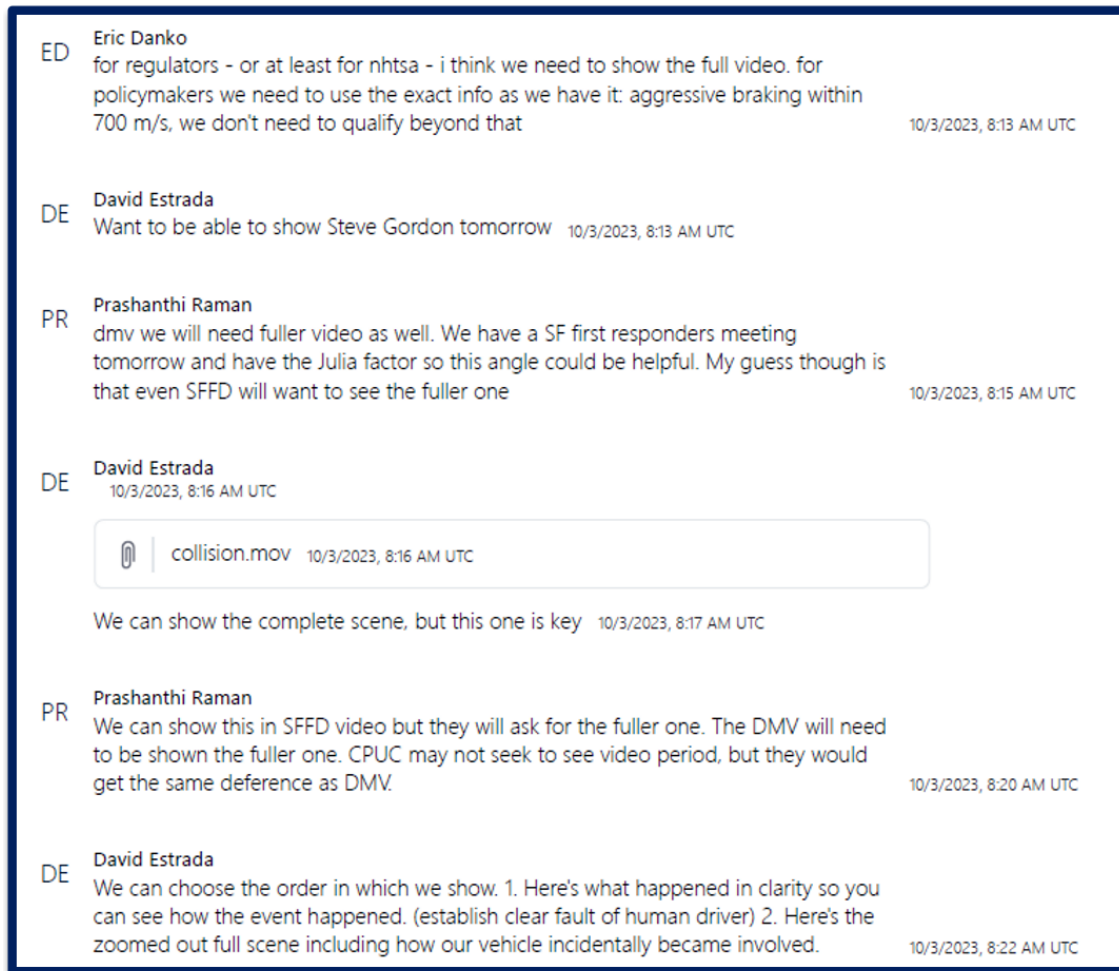 ED
Eric Danko
for regulators - or at least for nhtsa - i think we need to show the full video. for
policymakers we need to use the exact info as we have it: aggressive braking within
700 m/s, we don't need to qualify beyond that
10/3/2023, 8:13 AM UTC
DE
David Estrada
Want to be able to show Steve Gordon tomorrow 10/3/2023, 8:13 AM UTC
PR
Prashanthi Raman
dmv we will need fuller video as well. We have a SF first responders meeting
tomorrow and have the Julia factor so this angle could be helpful. My guess though is
that even SFFD will want to see the fuller one
10/3/2023, 8:15 AM UTC
DE
David Estrada
10/3/2023, 8:16 AM UTC
collision.mov 10/3/2023, 8:16 AM UTC
We can show the complete scene, but this one is key 10/3/2023, 8:17 AM UTC
PR
Prashanthi Raman
We can show this in SFFD video but they will ask for the fuller one. The DMV will need
to be shown the fuller one. CPUC may not seek to see video period, but they would
get the same deference as DMV.
10/3/2023, 8:20 AM UTC
DE
David Estrada
We can choose the order in which we show. 1. Here's what happened in clarity so you
can see how the event happened. (establish clear fault of human driver) 2. Here's the
zoomed out full scene including how our vehicle incidentally became involved.
10/3/2023, 8:22 AM UTC